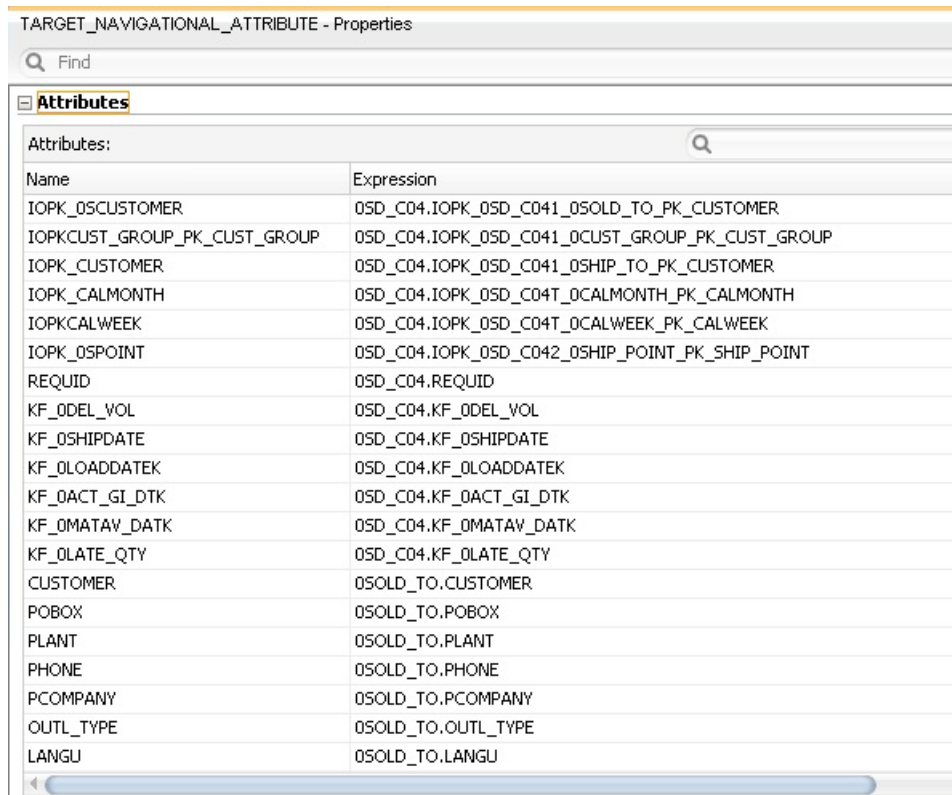 TARGET_NAVIGATIONAL_ATTRIBUTE - Properties
Find
Attributes
Attributes:
Name Expression
IOPK_0SCUSTOMER 0SD_C04.IOPK_0SD_C041_0SOLD_TO_PK_CUSTOMER
IOPKCUST_GROUP_PK_CUST_GROUP 0SD_C04.IOPK_0SD_C041_0CUST_GROUP_PK_CUST_GROUP
IOPK_CUSTOMER 0SD_C04.IOPK_0SD_C041_0SHIP_TO_PK_CUSTOMER
IOPK_CALMONTH 0SD_C04.IOPK_0SD_C04T_0CALMONTH_PK_CALMONTH
IOPKCALWEEK 0SD_C04.IOPK_0SD_C04T_0CALWEEK_PK_CALWEEK
IOPK_0SPOINT 0SD_C04.IOPK_0SD_C042_0SHIP_POINT_PK_SHIP_POINT
REQUID 0SD_C04.REQUID
KF_0DEL_VOL 0SD_C04.KF_0DEL_VOL
KF_0SHIPDATE 0SD_C04.KF_0SHIPDATE
KF_0LOADDATEK 0SD_C04.KF_0LOADDATEK
KF_0ACT_GI_DTK 0SD_C04.KF_0ACT_GI_DTK
KF_0MATAV_DATK 0SD_C04.KF_0MATAV_DATK
KF_0LATE_QTY 0SD_C04.KF_0LATE_QTY
CUSTOMER 0SOLD_TO.CUSTOMER
POBOX 0SOLD_TO.POBOX
PLANT 0SOLD_TO.PLANT
PHONE 0SOLD_TO.PHONE
PCOMPANY 0SOLD_TO.PCOMPANY
OUTL_TYPE 0SOLD_TO.OUTL_TYPE
LANGU 0SOLD_TO.LANGU